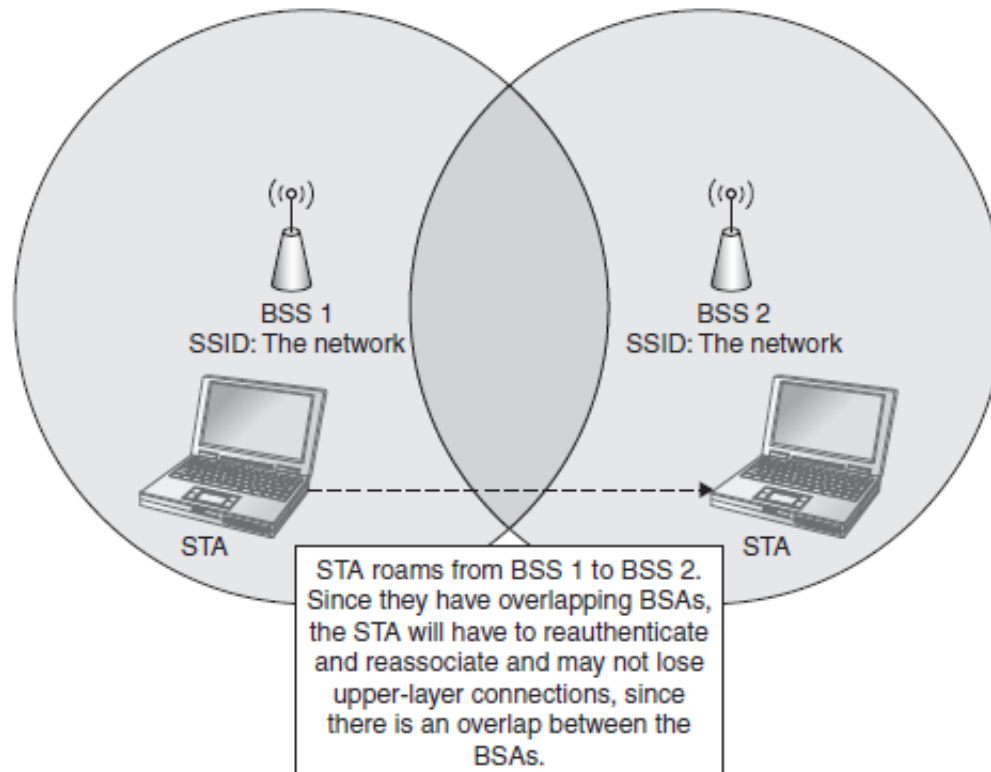 BSS 1
SSID: The network
BSS 2
SSID: The network
STA
STA
STA roams from BSS 1 to BSS 2.
Since they have overlapping BSAs,
the STA will have to reauthenticate
and reassociate and may not lose
upper-layer connections, since
there is an overlap between the
BSAs.